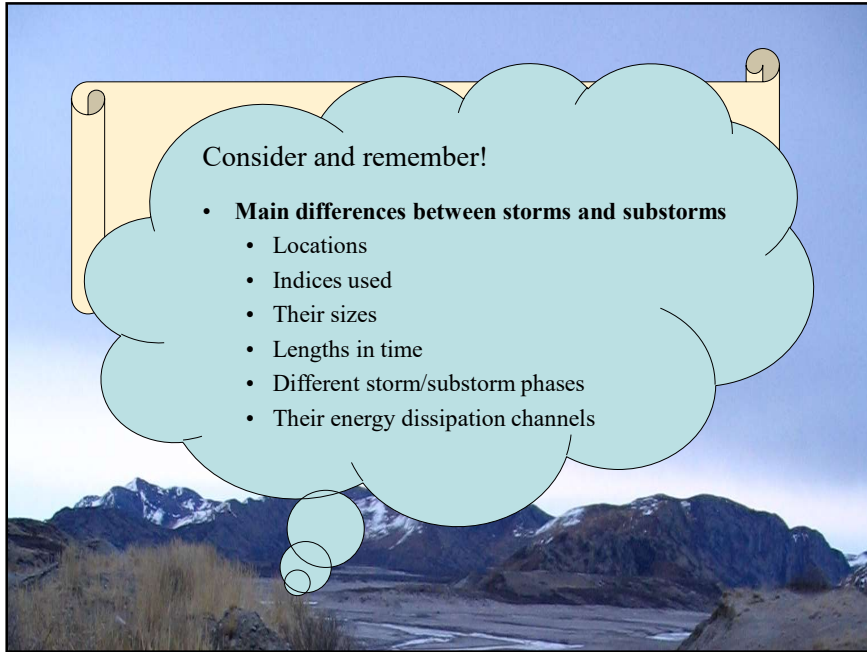 Consider and remember!
• Main differences between storms and substorms
• Locations
• Indices used
• Their sizes
• Lengths in time
• Different storm/substorm phases
• Their energy dissipation channels